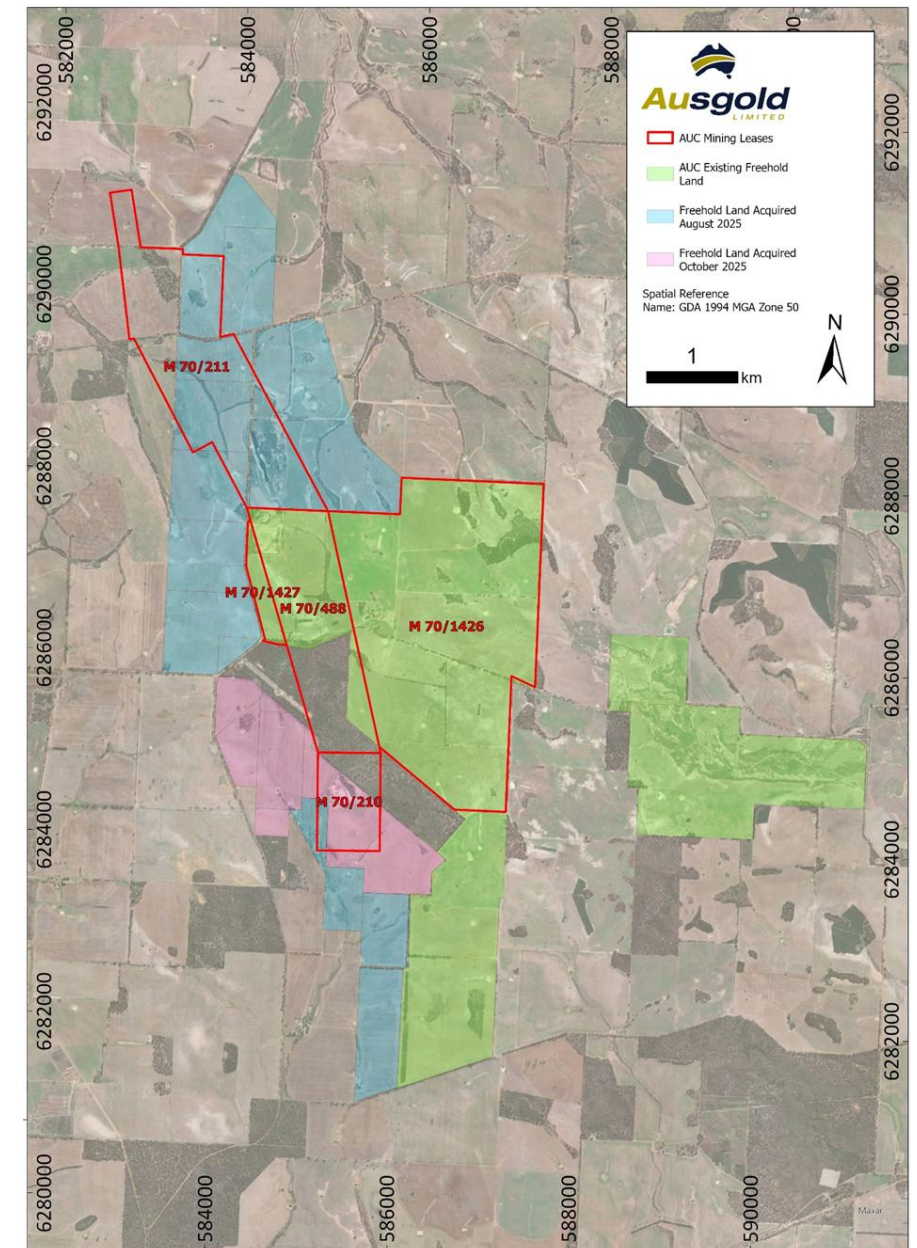 582000
584000
586000
588000
6292000
6290000
6288000
6286000
6284000
6282000
6280000
Ausgold
LIMITED
AUC Mining Leases
AUC Existing Freehold
Land
Freehold Land Acquired
August 2025
Freehold Land Acquired
October 2025
Spatial Reference
Name: GDA 1994 MGA Zone 50
N
1
km
M 70/211
M 70/1427
M 70/488
M 70/1426
M 70/210
6292000
6290000
6288000
6286000
6284000
6282000
584000
586000
588000
590000
Maxar